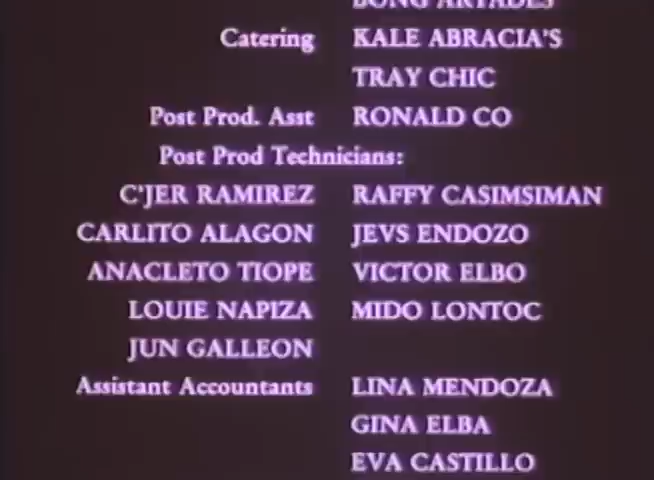 BONG ARTADES
Catering KALE ABRACIA'S
TRAY CHIC
Post Prod. Asst RONALD CO
Post Prod Technicians:
C'JER RAMIREZ RAFFY CASIMSIMAN
CARLITO ALAGON JEVS ENDOZO
ANACLETO TIOPE VICTOR ELBO
LOUIE NAPIZA MIDO LONTOC
JUN GALLEON
Assistant Accountants LINA MENDOZA
GINA ELBA
EVA CASTILLO